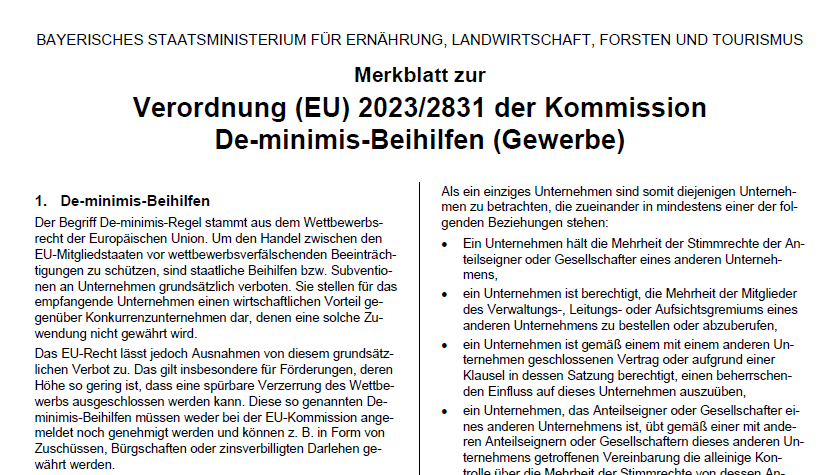 BAYERISCHES STAATSMINISTERIUM FÜR ERNÄHRUNG, LANDWIRTSCHAFT, FORSTEN UND TOURISMUS
Merkblatt zur
Verordnung (EU) 2023/2831 der Kommission
De-minimis-Beihilfen (Gewerbe)
1. De-minimis-Beihilfen
Der Begriff De-minimis-Regel stammt aus dem Wettbewerbs-
recht der Europäischen Union. Um den Handel zwischen den
EU-Mitgliedstaaten vor wettbewerbsverfälschenden Beeinträch-
tigungen zu schützen, sind staatliche Beihilfen bzw. Subventio-
nen an Unternehmen grundsätzlich verboten. Sie stellen für das
empfangende Unternehmen einen wirtschaftlichen Vorteil ge-
genüber Konkurrenzunternehmen dar, denen eine solche Zu-
wendung nicht gewährt wird.
Das EU-Recht lässt jedoch Ausnahmen von diesem grundsätz-
lichen Verbot zu. Das gilt insbesondere für Förderungen, deren
Höhe so gering ist, dass eine spürbare Verzerrung des Wettbe-
werbs ausgeschlossen werden kann. Diese so genannten De-
minimis-Beihilfen müssen weder bei der EU-Kommission ange-
meldet noch genehmigt werden und können z. B. in Form von
Zuschüssen, Bürgschaften oder zinsverbilligten Darlehen ge-
währt werden.
Als ein einziges Unternehmen sind somit diejenigen Unterneh-
men zu betrachten, die zueinander in mindestens einer der fol-
genden Beziehungen stehen:
• Ein Unternehmen hält die Mehrheit der Stimmrechte der An-
teilseigner oder Gesellschafter eines anderen Unterneh-
mens,
• ein Unternehmen ist berechtigt, die Mehrheit der Mitglieder
des Verwaltungs-, Leitungs- oder Aufsichtsgremiums eines
anderen Unternehmens zu bestellen oder abzuberufen,
• ein Unternehmen ist gemäß einem mit einem anderen Un-
ternehmen geschlossenen Vertrag oder aufgrund einer
Klausel in dessen Satzung berechtigt, einen beherrschen-
den Einfluss auf dieses Unternehmen auszuüben,
• ein Unternehmen, das Anteilseigner oder Gesellschafter ei-
nes anderen Unternehmens ist, übt gemäß einer mit ande-
ren Anteilseignern oder Gesellschaftern dieses anderen Un-
ternehmens getroffenen Vereinbarung die alleinige Kon-
trolle über die Mehrheit der Stimmrechte von dessen An-